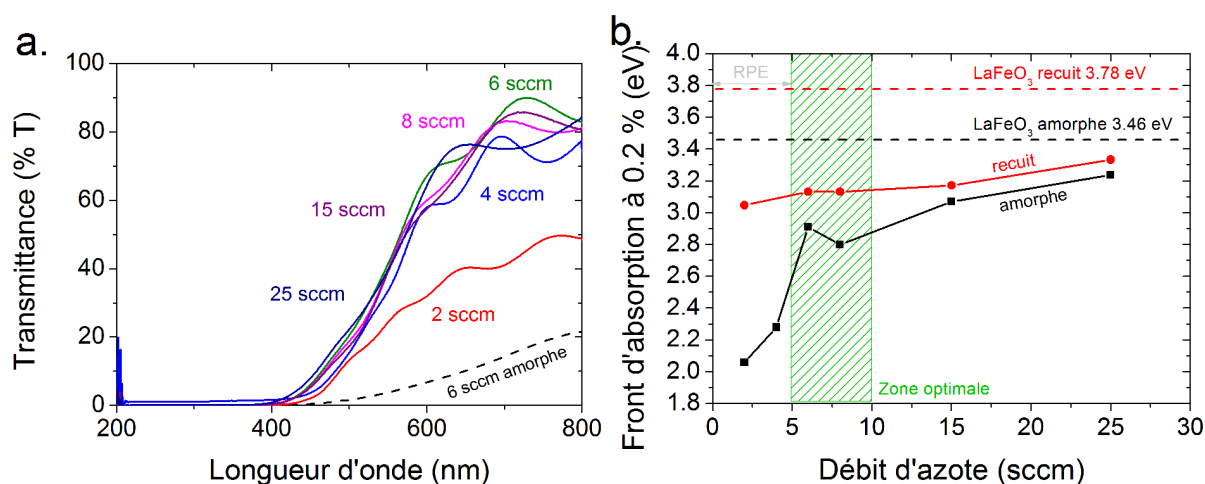 a.
Transmittance (% T)
100
80
60
40
20
0
6 sccm
8 sccm
4 sccm
15 sccm
25 sccm
2 sccm
6 sccm amorphe
200
400
600
800
Longueur d'onde (nm)
b.
Front d'absorption à 0.2 % (eV)
4.0
3.8
3.6
3.4
3.2
3.0
2.8
2.6
2.4
2.2
2.0
1.8
RPE
LaFeO₃ recuit 3.78 eV
LaFeO₃ amorphe 3.46 eV
recuit
amorphe
Zone optimale
0
5
10
15
20
25
30
Débit d'azote (sccm)